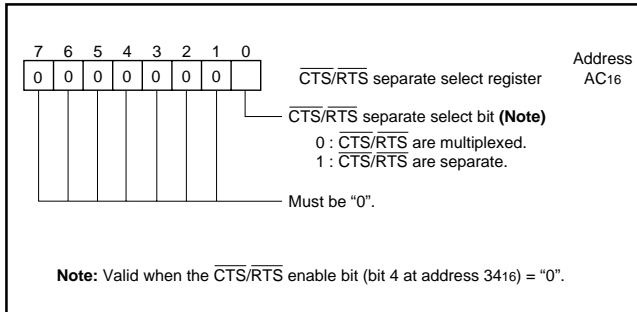 7 6 5 4 3 2 1 0
0 0 0 0 0 0 0
CTS/RTS separate select register
Address
AC16
CTS/RTS separate select bit (Note)
0 : CTS/RTS are multiplexed.
1 : CTS/RTS are separate.
Must be “0”.
Note: Valid when the CTS/RTS enable bit (bit 4 at address 3416) = “0”.